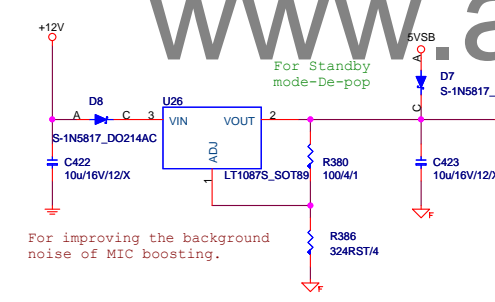 www.a
+12V
5VSB
For Standby
mode-De-pop
A
D7
S-1N5817_
C
D8
A
C
S-1N5817_DO214AC
U26
3
VIN
VOUT
2
ADJ
1
LT1087S_SOT89
C422
10u/16V/12/X
R380
100/4/1
C423
10u/16V/12/X
R386
324RST/4
F
F
For improving the background
noise of MIC boosting.